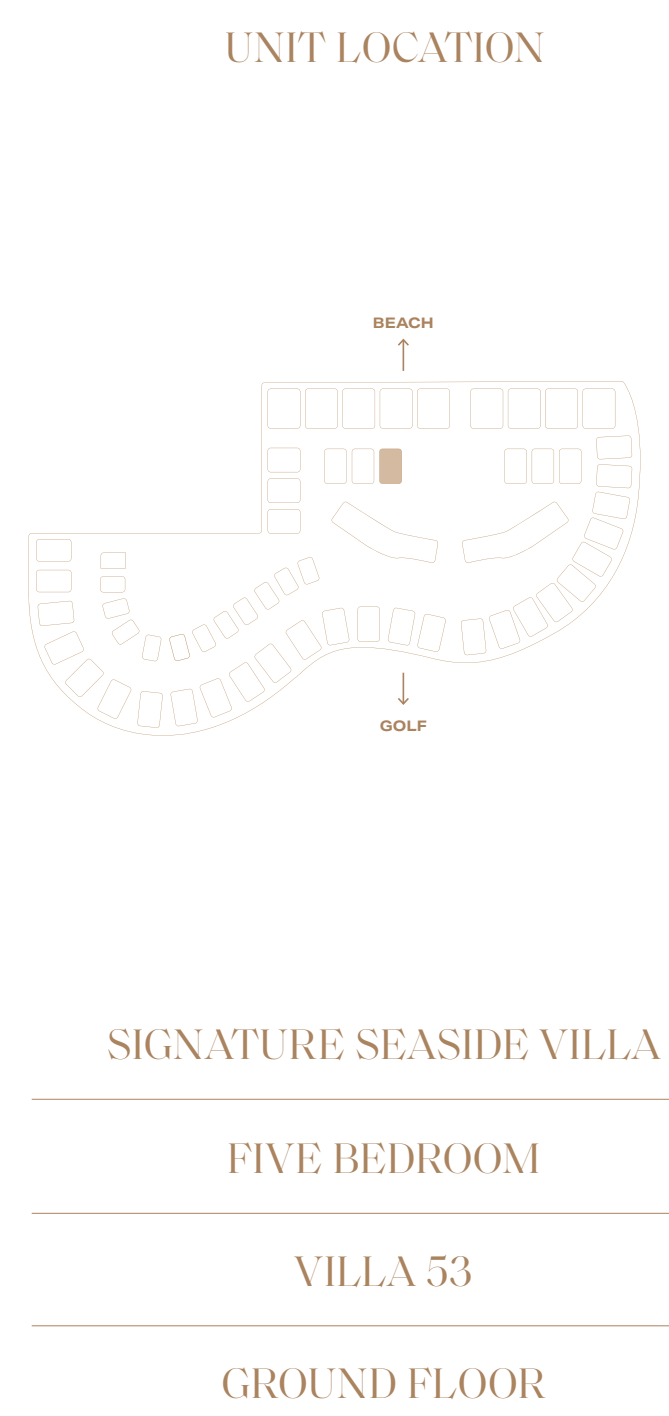 UNIT LOCATION
BEACH
GOLF
SIGNATURE SEASIDE VILLA
FIVE BEDROOM
VILLA 53
GROUND FLOOR